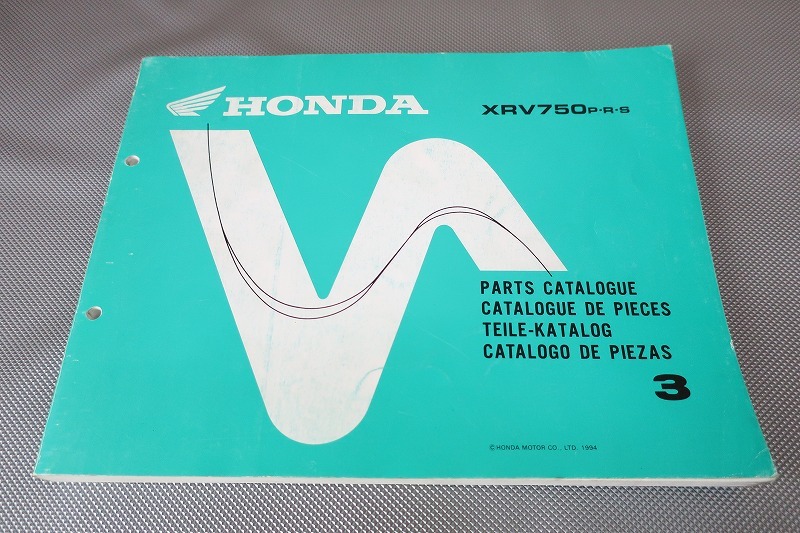 HONDA
XRV750P·R·S
PARTS CATALOGUE
CATALOGUE DE PIECES
TEILE-KATALOG
CATALOGO DE PIEZAS
3
©HONDA MOTOR CO., LTD. 1994